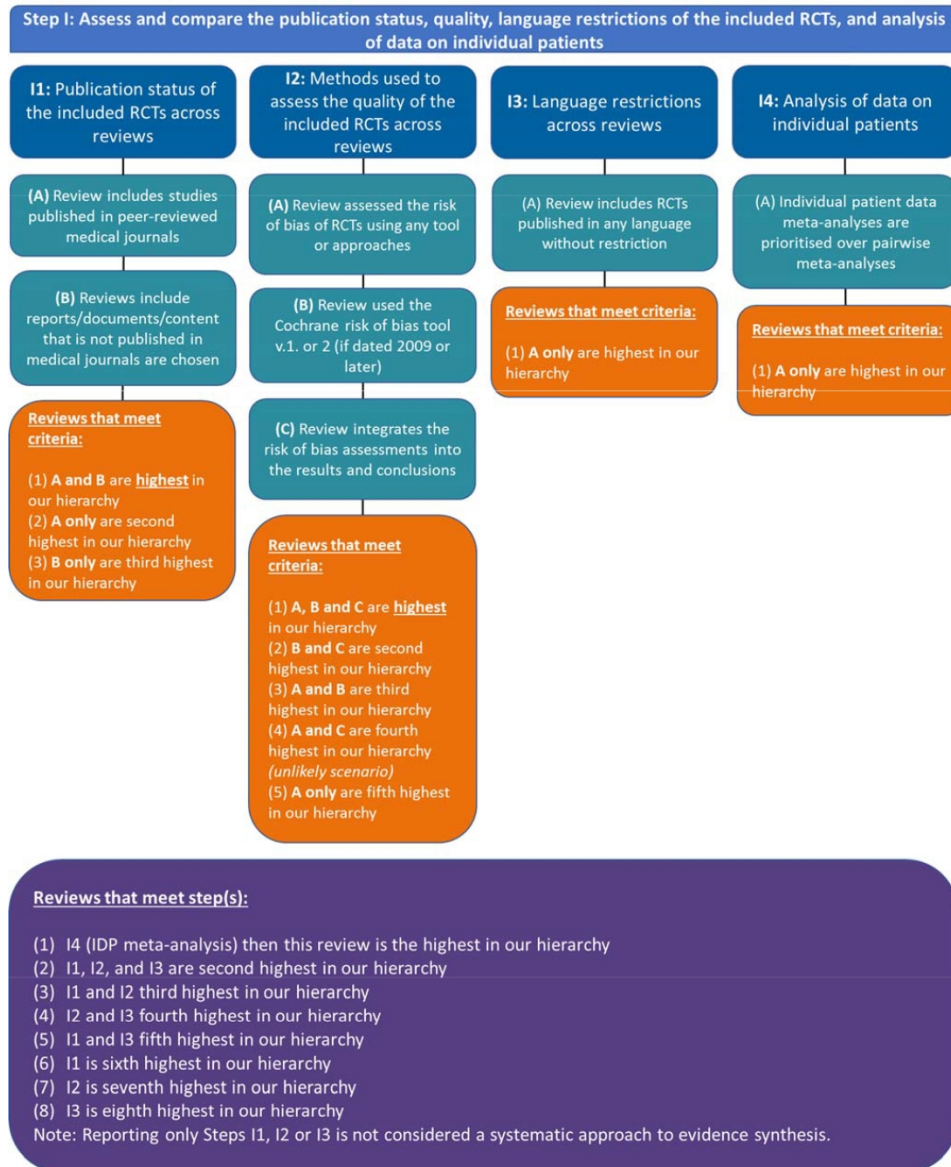 Step I: Assess and compare the publication status, quality, language restrictions of the included RCTs, and analysis
of data on individual patients
I1: Publication status of
the included RCTs across
reviews
(A) Review includes studies
published in peer-reviewed
medical journals
(B) Reviews include
reports/documents/content
that is not published in
medical journals are chosen
Reviews that meet
criteria:
(1) A and B are highest in
our hierarchy
(2) A only are second
highest in our hierarchy
(3) B only are third highest
in our hierarchy
I2: Methods used to
assess the quality of the
included RCTs across
reviews
(A) Review assessed the risk
of bias of RCTs using any tool
or approaches
(B) Review used the
Cochrane risk of bias tool
v.1. or 2 (if dated 2009 or
later)
(C) Review integrates the
risk of bias assessments into
the results and conclusions
Reviews that meet
criteria:
(1) A, B and C are highest
in our hierarchy
(2) B and C are second
highest in our hierarchy
(3) A and B are third
highest in our hierarchy
(4) A and C are fourth
highest in our hierarchy
(unlikely scenario)
(5) A only are fifth highest
in our hierarchy
I3: Language restrictions
across reviews
(A) Review includes RCTs
published in any language
without restriction
Reviews that meet criteria:
(1) A only are highest in our
hierarchy
I4: Analysis of data on
individual patients
(A) Individual patient data
meta-analyses are
prioritised over pairwise
meta-analyses
Reviews that meet criteria:
(1) A only are highest in our
hierarchy
Reviews that meet step(s):
(1) I4 (IDP meta-analysis) then this review is the highest in our hierarchy
(2) I1, I2, and I3 are second highest in our hierarchy
(3) I1 and I2 third highest in our hierarchy
(4) I2 and I3 fourth highest in our hierarchy
(5) I1 and I3 fifth highest in our hierarchy
(6) I1 is sixth highest in our hierarchy
(7) I2 is seventh highest in our hierarchy
(8) I3 is eighth highest in our hierarchy
Note: Reporting only Steps I1, I2 or I3 is not considered a systematic approach to evidence synthesis.